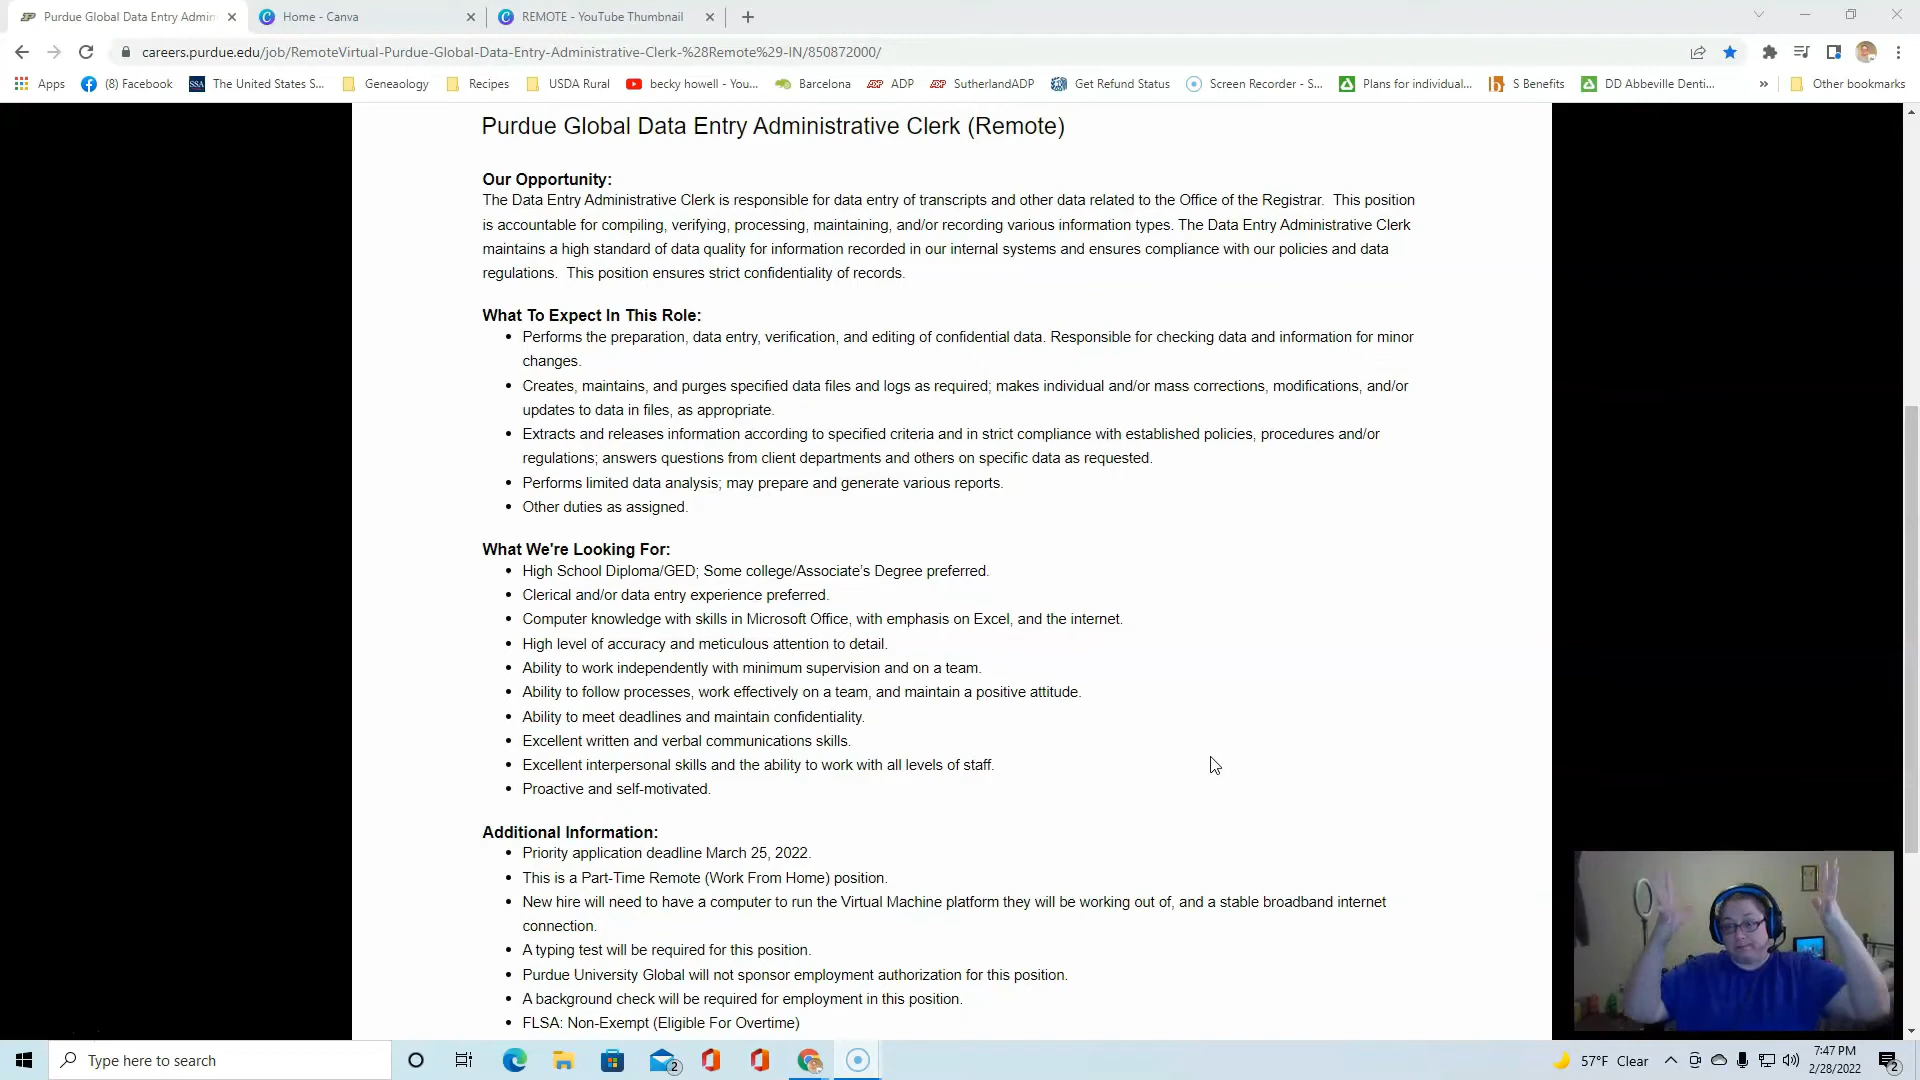 Purdue Global Data Entry Admin
Home - Canva
REMOTE - YouTube Thumbnail
careers.purdue.edu/job/RemoteVirtual-Purdue-Global-Data-Entry-Administrative-Clerk-%28Remote%29-IN/850872000/
Apps
(8) Facebook
The United States S...
Geneaology
Recipes
USDA Rural
becky howell - You...
Barcelona
ADP
SutherlandADP
Get Refund Status
Screen Recorder - S...
Plans for individual...
S Benefits
DD Abbeville Denti...
»
Other bookmarks
Purdue Global Data Entry Administrative Clerk (Remote)
Our Opportunity:
The Data Entry Administrative Clerk is responsible for data entry of transcripts and other data related to the Office of the Registrar. This position
is accountable for compiling, verifying, processing, maintaining, and/or recording various information types. The Data Entry Administrative Clerk
maintains a high standard of data quality for information recorded in our internal systems and ensures compliance with our policies and data
regulations. This position ensures strict confidentiality of records.
What To Expect In This Role:
• Performs the preparation, data entry, verification, and editing of confidential data. Responsible for checking data and information for minor
changes.
• Creates, maintains, and purges specified data files and logs as required; makes individual and/or mass corrections, modifications, and/or
updates to data in files, as appropriate.
• Extracts and releases information according to specified criteria and in strict compliance with established policies, procedures and/or
regulations; answers questions from client departments and others on specific data as requested.
• Performs limited data analysis; may prepare and generate various reports.
• Other duties as assigned.
What We're Looking For:
• High School Diploma/GED; Some college/Associate's Degree preferred.
• Clerical and/or data entry experience preferred.
• Computer knowledge with skills in Microsoft Office, with emphasis on Excel, and the internet.
• High level of accuracy and meticulous attention to detail.
• Ability to work independently with minimum supervision and on a team.
• Ability to follow processes, work effectively on a team, and maintain a positive attitude.
• Ability to meet deadlines and maintain confidentiality.
• Excellent written and verbal communications skills.
• Excellent interpersonal skills and the ability to work with all levels of staff.
• Proactive and self-motivated.
Additional Information:
• Priority application deadline March 25, 2022.
• This is a Part-Time Remote (Work From Home) position.
• New hire will need to have a computer to run the Virtual Machine platform they will be working out of, and a stable broadband internet
connection.
• A typing test will be required for this position.
• Purdue University Global will not sponsor employment authorization for this position.
• A background check will be required for employment in this position.
• FLSA: Non-Exempt (Eligible For Overtime)
Type here to search
2
57°F Clear
7:47 PM
2/28/2022
2